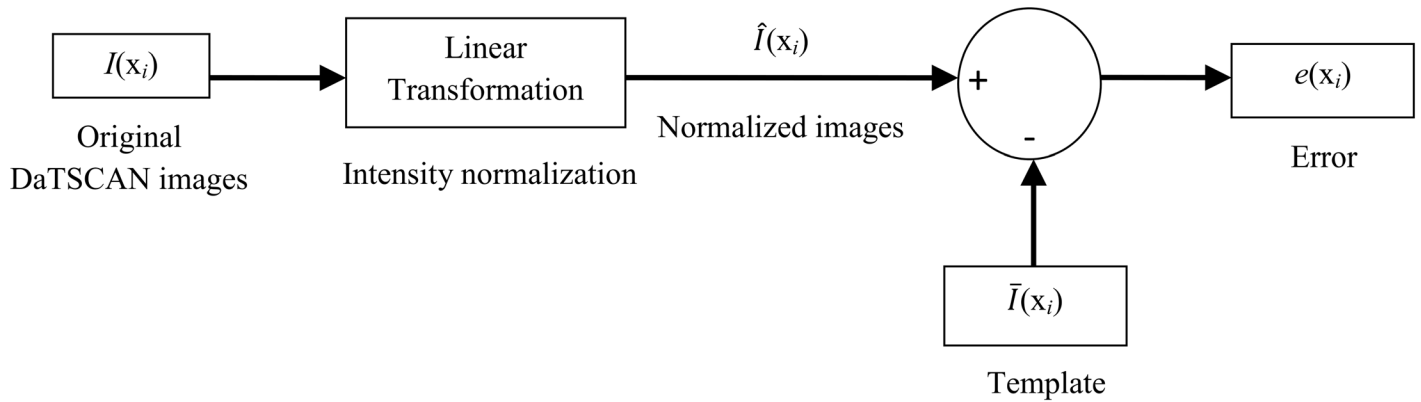 I(xᵢ)
Original
DaTSCAN images
Linear
Transformation
Intensity normalization
Î(xᵢ)
Normalized images
+
-
Ī(xᵢ)
Template
e(xᵢ)
Error